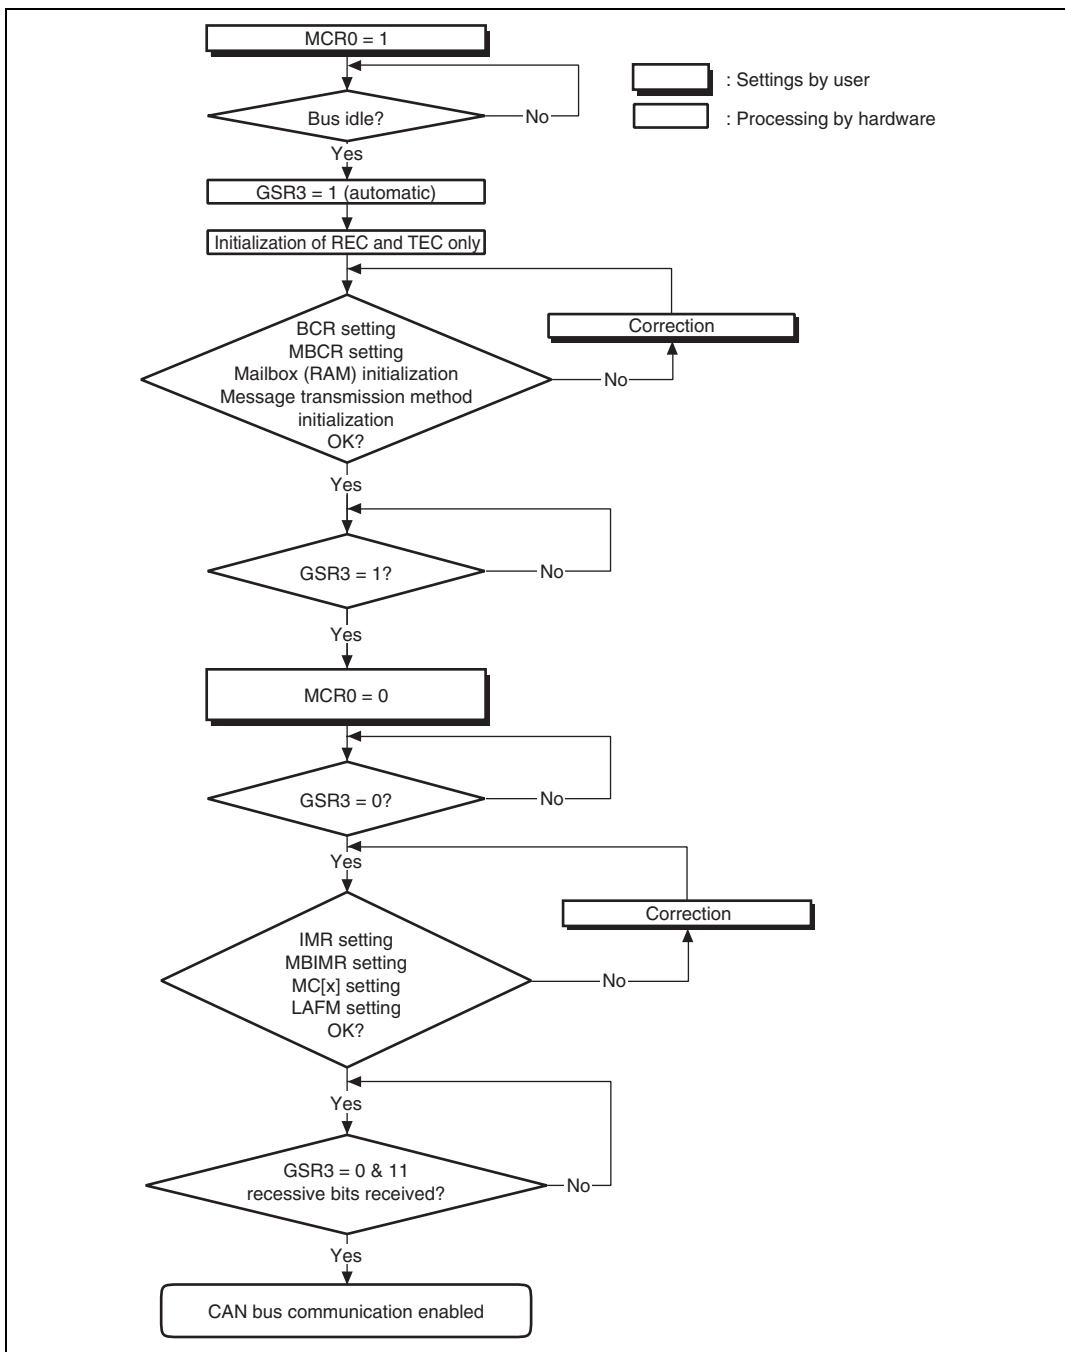 MCR0 = 1
: Settings by user
: Processing by hardware
Bus idle?
No
Yes
GSR3 = 1 (automatic)
Initialization of REC and TEC only
Correction
BCR setting
MBCR setting
Mailbox (RAM) initialization
Message transmission method
initialization
OK?
No
Yes
GSR3 = 1?
No
Yes
MCR0 = 0
GSR3 = 0?
No
Yes
Correction
IMR setting
MBIMR setting
MC[x] setting
LAFM setting
OK?
No
Yes
GSR3 = 0 & 11
recessive bits received?
No
Yes
CAN bus communication enabled